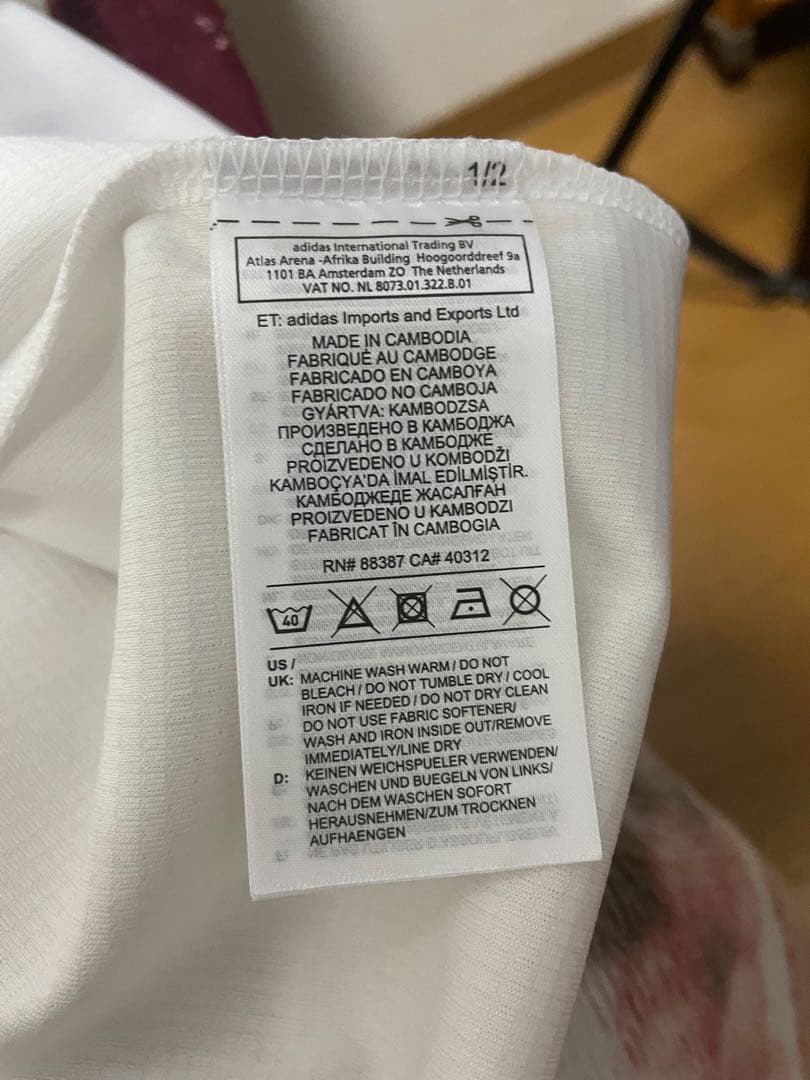 1/2
adidas International Trading BV
Atlas Arena -Afrika Building Hoogoorddreef 9a
1101 BA Amsterdam ZO The Netherlands
VAT NO. NL 8073.01.322.B.01
ET: adidas Imports and Exports Ltd
MADE IN CAMBODIA
FABRIQUÉ AU CAMBODGE
FABRICADO EN CAMBOYA
FABRICADO NO CAMBOJA
GYÁRTVA: KAMBODZSA
ПРОИЗВЕДЕНО В КАМБОДЖА
СДЕЛАНО В КАМБОДЖЕ
PROIZVEDENO U KOMBODŽI
KAMBOÇYA'DA İMAL EDİLMİŞTİR.
КАМБОДЖЕДЕ ЖАСАЛҒАН
PROIZVEDENO U KAMBODZI
FABRICAT ÎN CAMBOGIA
RN# 88387 CA# 40312
40
US /
UK: MACHINE WASH WARM / DO NOT
BLEACH / DO NOT TUMBLE DRY / COOL
IRON IF NEEDED / DO NOT DRY CLEAN
DO NOT USE FABRIC SOFTENER/
WASH AND IRON INSIDE OUT/REMOVE
IMMEDIATELY/LINE DRY
D: KEINEN WEICHSPUELER VERWENDEN/
WASCHEN UND BUEGELN VON LINKS/
NACH DEM WASCHEN SOFORT
HERAUSNEHMEN/ZUM TROCKNEN
AUFHAENGEN